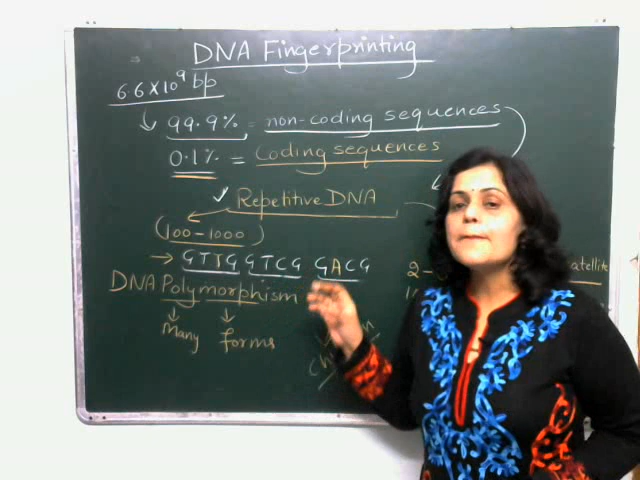 DNA Fingerprinting
6.6 × 10⁹ bp
99.9% = non-coding sequences
0.1% = Coding sequences
✓ Repetitive DNA
(100-1000)
→ GTTG GTCG GACG
DNA Polymorphism
Many forms